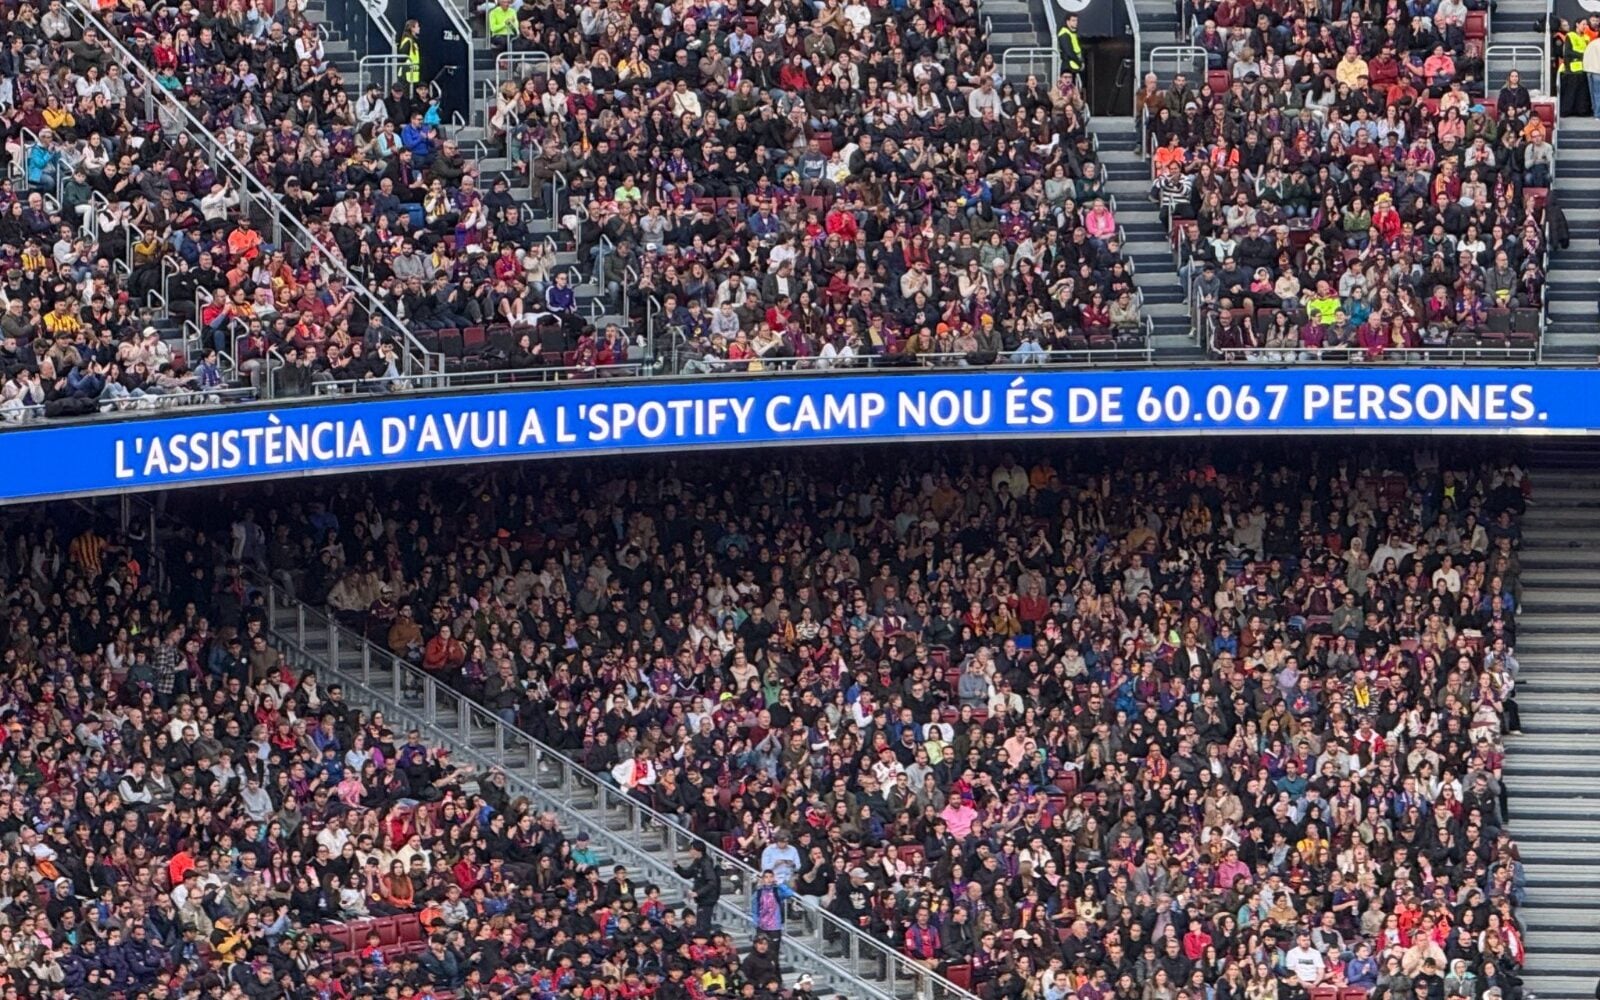 L'ASSISTÈNCIA D'AVUI A L'SPOTIFY CAMP NOU ÉS DE 60.067 PERSONES.